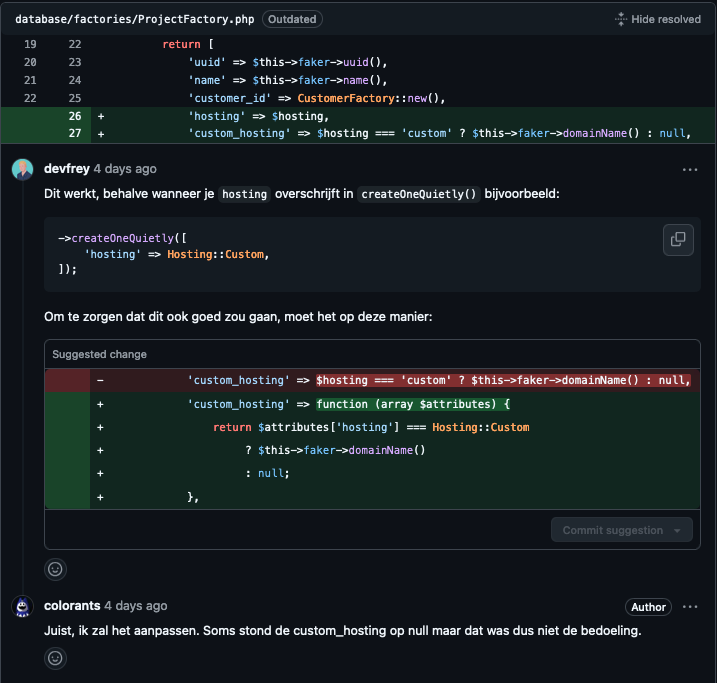 database/factories/ProjectFactory.php Outdated Hide resolved
19 22 return [
20 23 'uuid' => $this->faker->uuid(),
21 24 'name' => $this->faker->name(),
22 25 'customer_id' => CustomerFactory::new(),
26 + 'hosting' => $hosting,
27 + 'custom_hosting' => $hosting === 'custom' ? $this->faker->domainName() : null,
devfrey 4 days ago
Dit werkt, behalve wanneer je hosting overschrijft in createOneQuietly() bijvoorbeeld:
->createOneQuietly([
'hosting' => Hosting::Custom,
]);
Om te zorgen dat dit ook goed zou gaan, moet het op deze manier:
Suggested change
- 'custom_hosting' => $hosting === 'custom' ? $this->faker->domainName() : null,
+ 'custom_hosting' => function (array $attributes) {
+ return $attributes['hosting'] === Hosting::Custom
+ ? $this->faker->domainName()
+ : null;
+ },
Commit suggestion
colorants 4 days ago Author
Juist, ik zal het aanpassen. Soms stond de custom_hosting op null maar dat was dus niet de bedoeling.